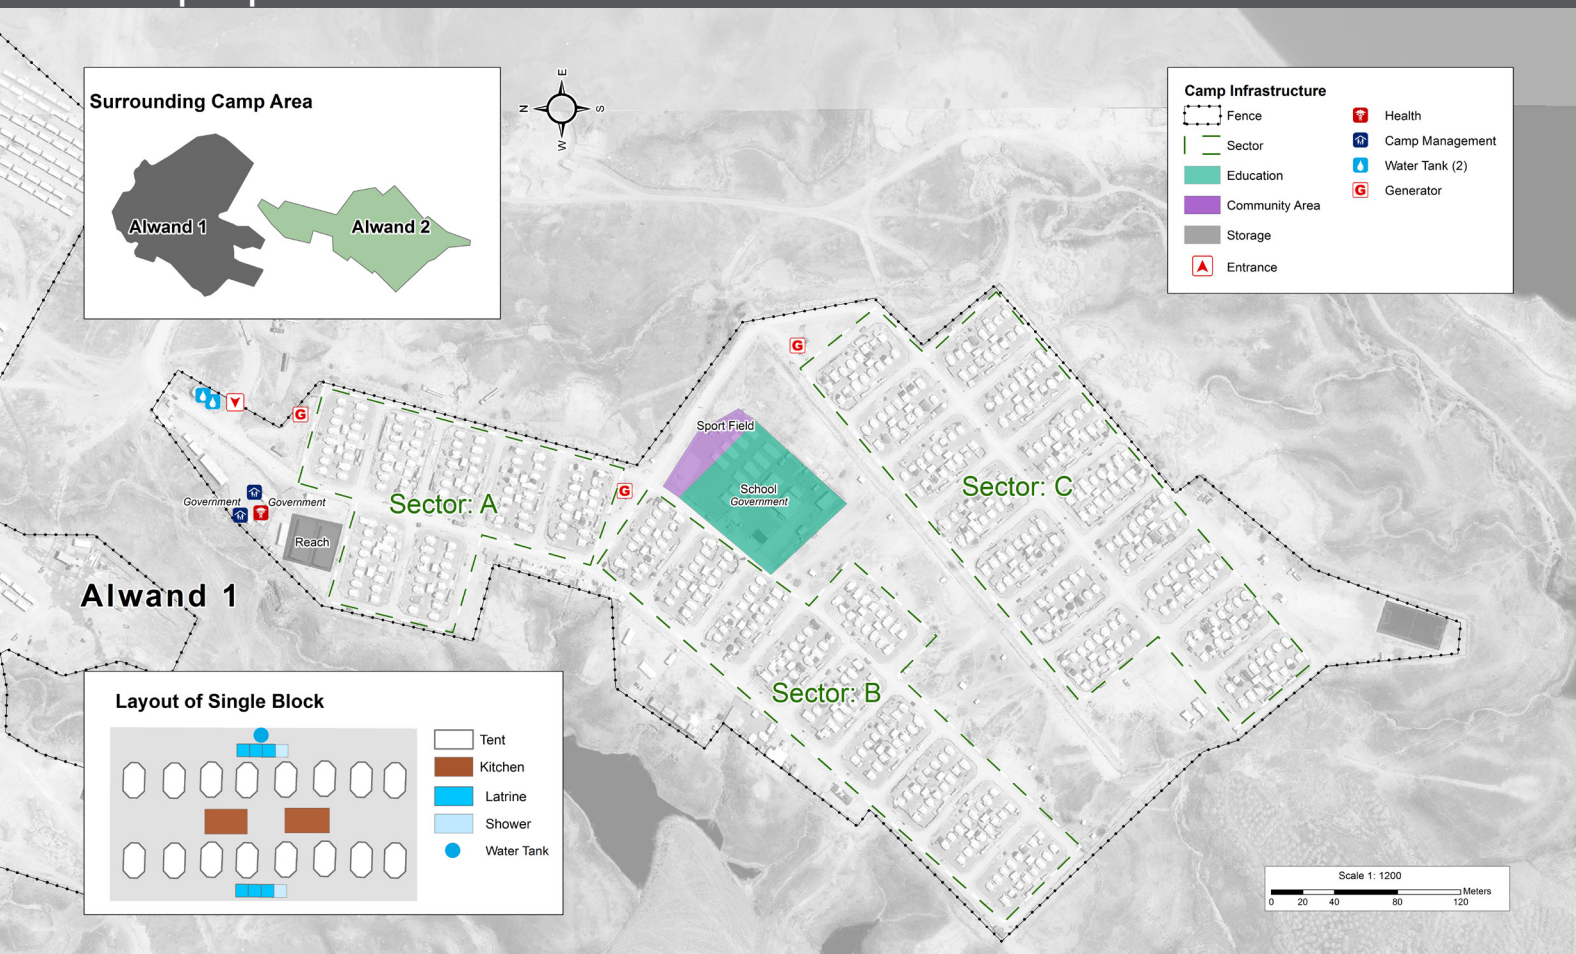 Surrounding Camp Area
Alwand 1
Alwand 2
E
N
S
W
Camp Infrastructure
Fence
Sector
Education
Community Area
Storage
Entrance
Health
Camp Management
Water Tank (2)
G Generator
G
G
G
Sport Field
School
Government
Sector: A
Sector: C
Government
Government
Reach
Alwand 1
Sector: B
Layout of Single Block
Tent
Kitchen
Latrine
Shower
Water Tank
Scale 1: 1200
Meters
0 20 40 80 120